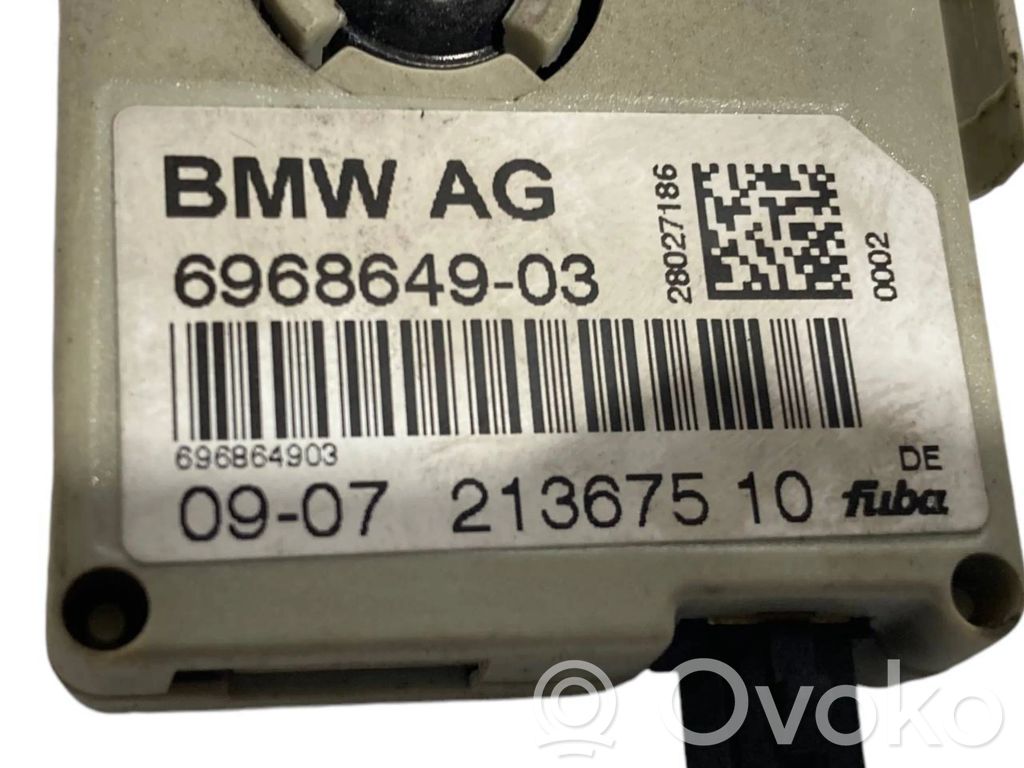 BMW AG
6968649-03
28027186
0002
696864903
09-07 213675 10
DE
fuba
Ovoko